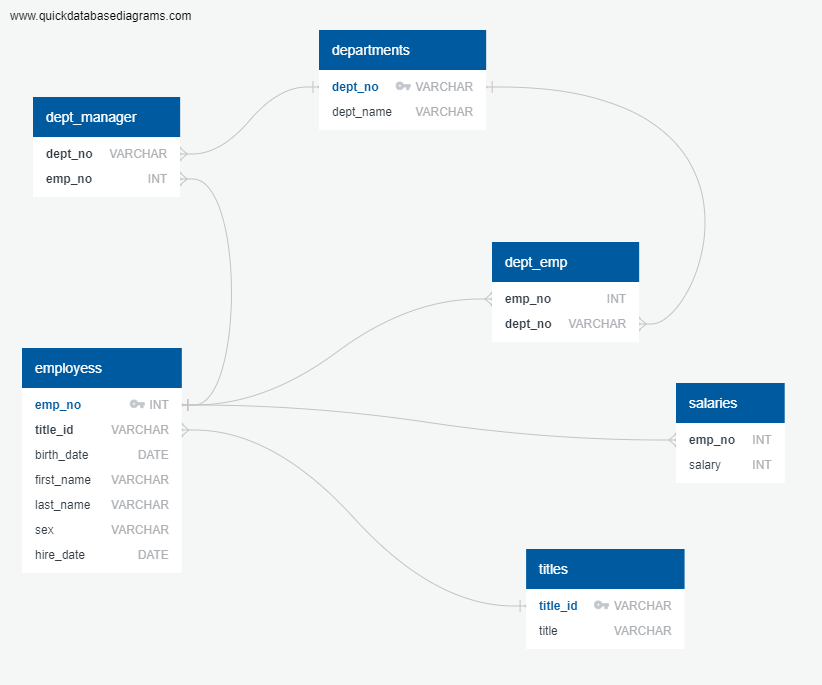 www.quickdatabasediagrams.com
departments
dept_no VARCHAR
dept_name VARCHAR
dept_manager
dept_no VARCHAR
emp_no INT
dept_emp
emp_no INT
dept_no VARCHAR
employess
emp_no INT
title_id VARCHAR
birth_date DATE
first_name VARCHAR
last_name VARCHAR
sex VARCHAR
hire_date DATE
salaries
emp_no INT
salary INT
titles
title_id VARCHAR
title VARCHAR